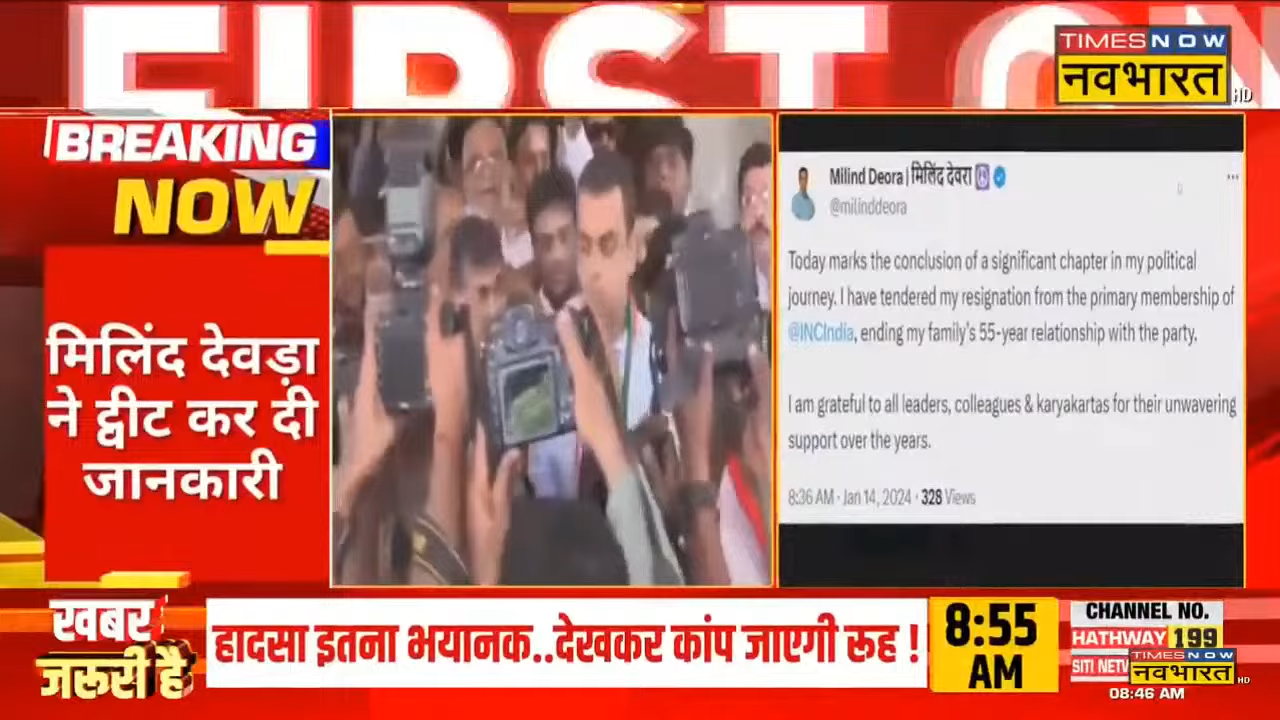 FIRST ON
TIMES NOW
नवभारत
HD
BREAKING
NOW
मिलिंद देवड़ा
ने ट्वीट कर दी
जानकारी
Milind Deora | मिलिंद देवरा
@milinddeora
Today marks the conclusion of a significant chapter in my political
journey. I have tendered my resignation from the primary membership of
@INCIndia, ending my family's 55-year relationship with the party.
I am grateful to all leaders, colleagues & karyakartas for their unwavering
support over the years.
8:36 AM · Jan 14, 2024 · 328 Views
खबर
जरूरी है
हादसा इतना भयानक..देखकर कांप जाएगी रूह !
8:55
AM
CHANNEL NO.
HATHWAY 199
SITI NETW
TIMES NOW
नवभारत
HD
08:46 AM